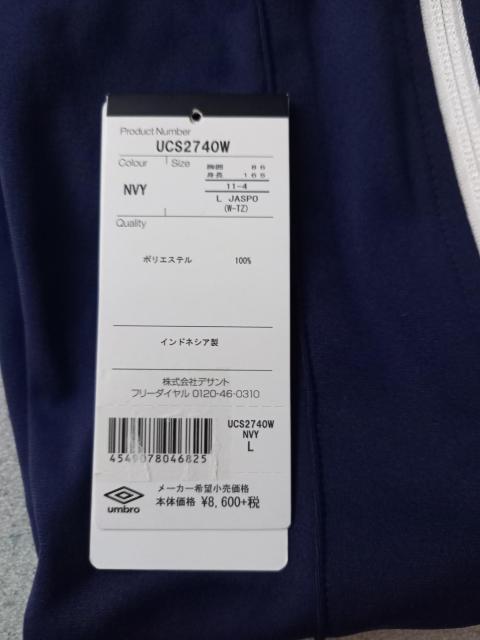 Product Number
UCS2740W
Colour
Size
胸囲 86
身長 165
NVY
11-4
L JASPO
(W-TZ)
Quality
ポリエステル 100%
インドネシア製
株式会社デサント
フリーダイヤル 0120-46-0310
UCS2740W
NVY
L
4549078046825
umbro
メーカー希望小売価格
本体価格 ¥8,600+税